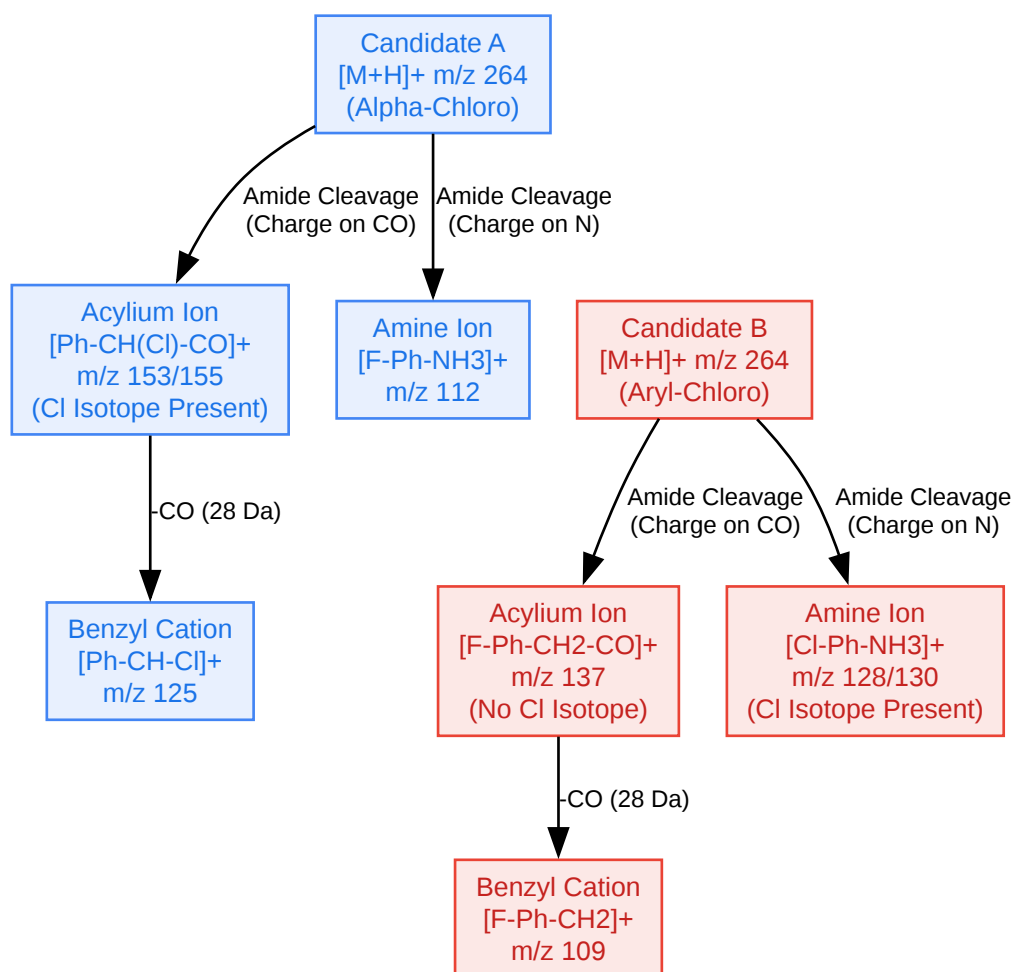 Candidate A
[M+H]+ m/z 264
(Alpha-Chloro)
Amide Cleavage
(Charge on CO)
Amide Cleavage
(Charge on N)
Acylium Ion
[Ph-CH(Cl)-CO]+
m/z 153/155
(Cl Isotope Present)
Amine Ion
[F-Ph-NH3]+
m/z 112
Candidate B
[M+H]+ m/z 264
(Aryl-Chloro)
-CO (28 Da)
Amide Cleavage
(Charge on CO)
Amide Cleavage
(Charge on N)
Benzyl Cation
[Ph-CH-Cl]+
m/z 125
Acylium Ion
[F-Ph-CH2-CO]+
m/z 137
(No Cl Isotope)
Amine Ion
[Cl-Ph-NH3]+
m/z 128/130
(Cl Isotope Present)
-CO (28 Da)
Benzyl Cation
[F-Ph-CH2]+
m/z 109